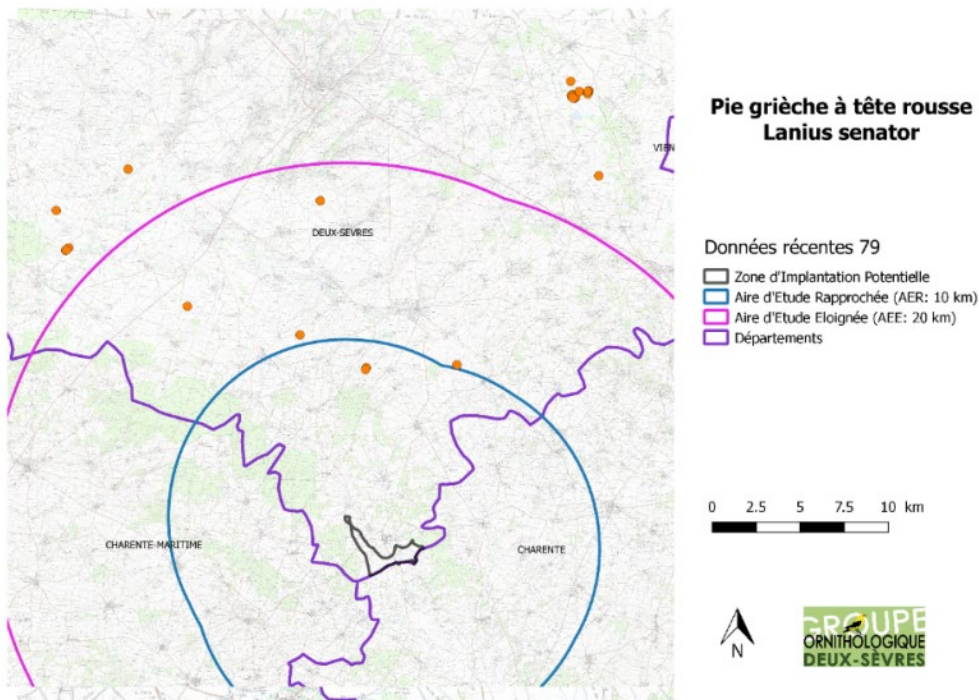 Pie grièche à tête rousse
Lanius senator
VIEN
DEUX-SEVRES
Données récentes 79
Zone d'Implantation Potentielle
Aire d'Etude Rapprochée (AER: 10 km)
Aire d'Etude Eloignée (AEE: 20 km)
Départements
0 2.5 5 7.5 10 km
CHARENTE-MARITIME
CHARENTE
N
GROUPE
ORNITHOLOGIQUE
DEUX-SÈVRES